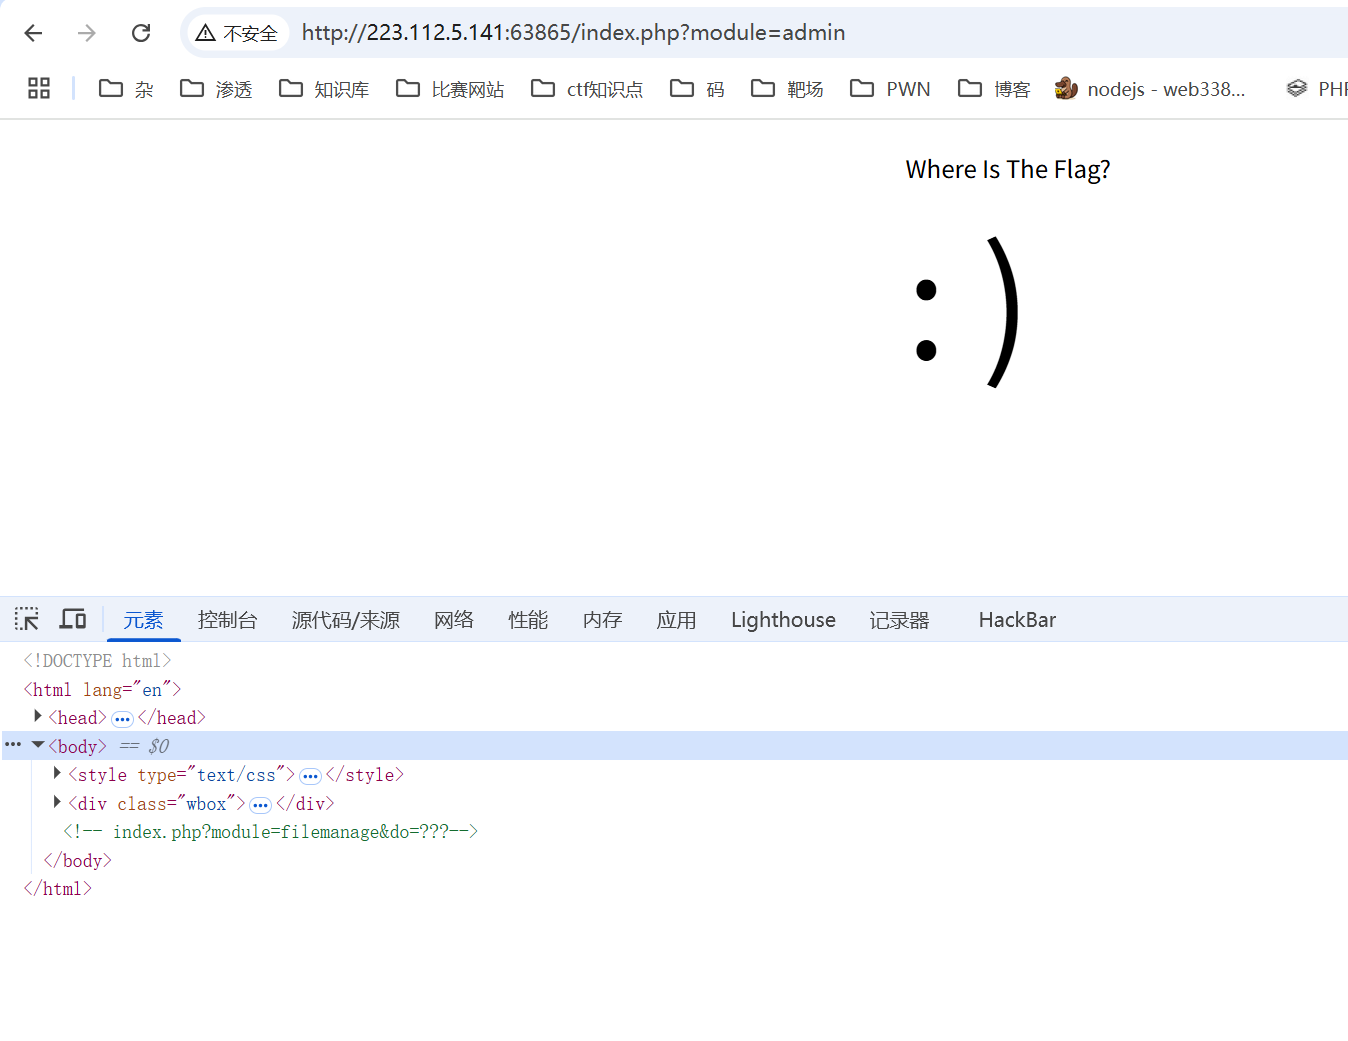 不安全 http://223.112.5.141:63865/index.php?module=admin
杂 渗透 知识库 比赛网站 ctf知识点 码 靶场 PWN 博客 nodejs - web338... PHP
Where Is The Flag?
:)
元素 控制台 源代码/来源 网络 性能 内存 应用 Lighthouse 记录器 HackBar
<!DOCTYPE html>
<html lang="en">
<head>…</head>
<body> == $0
<style type="text/css">…</style>
<div class="wbox">…</div>
<!-- index.php?module=filemanage&do=???-->
</body>
</html>